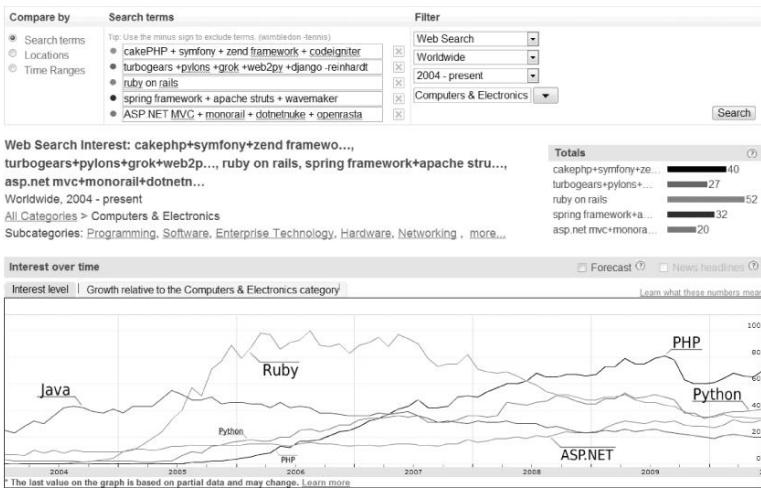 Compare by
Search terms
Locations
Time Ranges
Search terms
Tip: Use the minus sign to exclude terms. (wimbledon -tennis)
cakePHP + symfony + zend framework + codeigniter
turbogears +pylons +grok +web2py +django -reinhardt
ruby on rails
spring framework + apache struts + wavemaker
ASP.NET MVC + monorail + dotnetnuke + openrasta
Filter
Web Search
Worldwide
2004 - present
Computers & Electronics
Search
Web Search Interest: cakephp+symfony+zend framewo...,
turbogears+pylons+grok+web2p..., ruby on rails, spring framework+apache stru...,
asp.net mvc+monorail+dotnetn...
Worldwide, 2004 - present
All Categories > Computers & Electronics
Subcategories: Programming, Software, Enterprise Technology, Hardware, Networking , more...
Totals
cakephp+symfony+ze... 40
turbogears+pylons+... 27
ruby on rails 52
spring framework+a... 32
asp.net mvc+monora... 20
Interest over time
Forecast
News headlines
Interest level
Growth relative to the Computers & Electronics category
Learn what these numbers mean
100
80
60
40
20
0
Java
Ruby
PHP
Python
Python
PHP
ASP.NET
2004 2005 2006 2007 2008 2009
* The last value on the graph is based on partial data and may change. Learn more